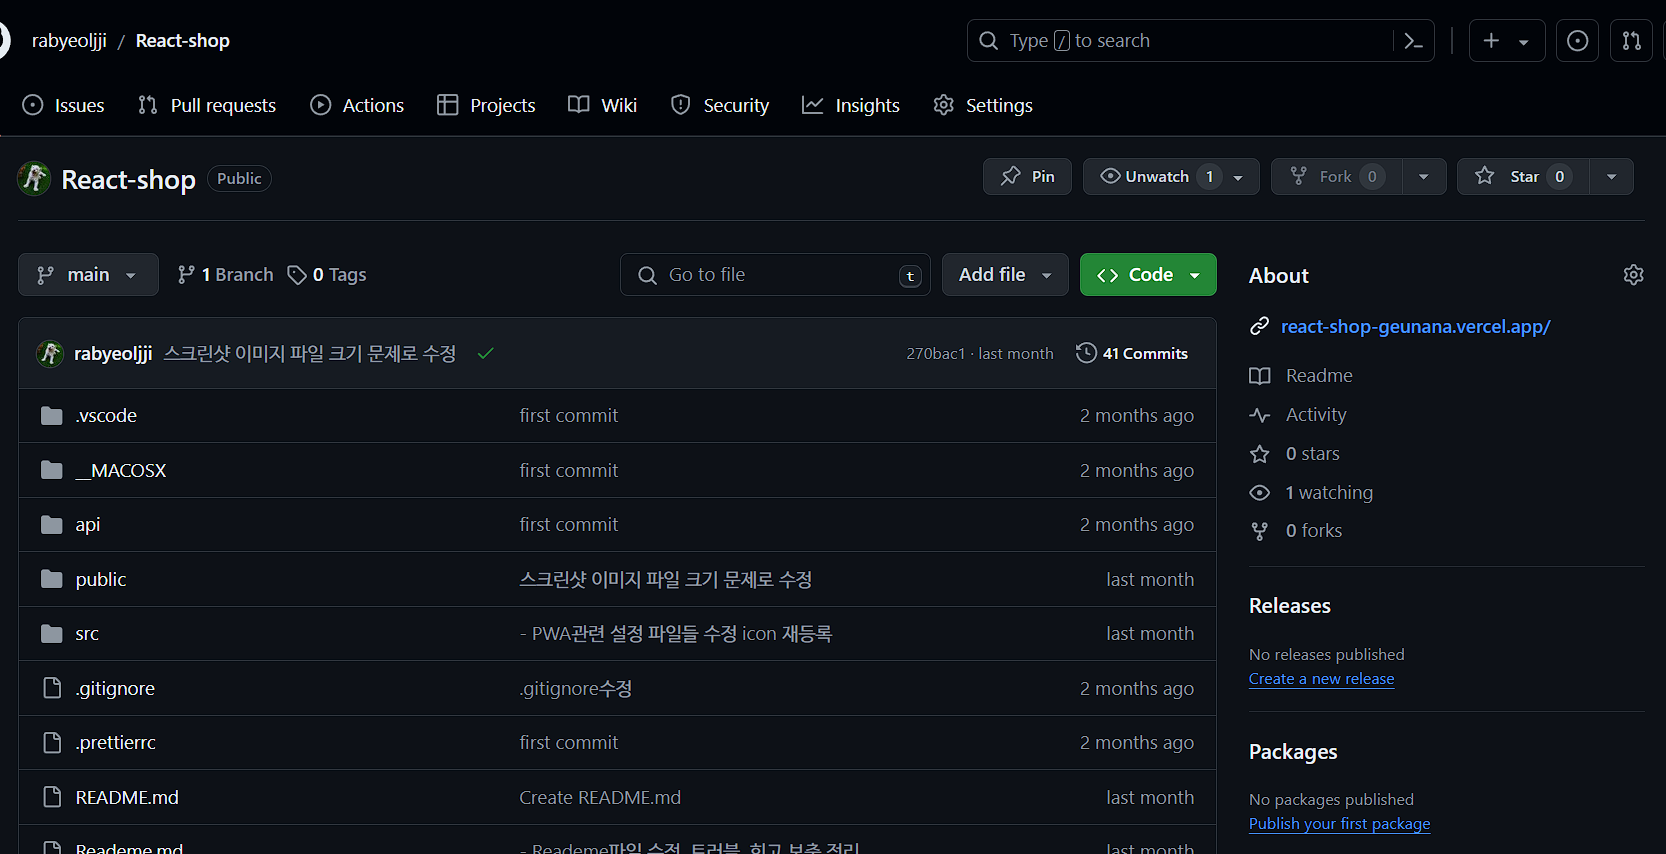 rabyeoljji / React-shop
Type / to search
Issues Pull requests Actions Projects Wiki Security Insights Settings
React-shop Public
Pin Unwatch 1 Fork 0 Star 0
main 1 Branch 0 Tags Go to file t Add file Code
rabyeoljji 스크린샷 이미지 파일 크기 문제로 수정 270bac1 · last month 41 Commits
.vscode first commit 2 months ago
__MACOSX first commit 2 months ago
api first commit 2 months ago
public 스크린샷 이미지 파일 크기 문제로 수정 last month
src - PWA관련 설정 파일들 수정 icon 재등록 last month
.gitignore .gitignore수정 2 months ago
.prettierrc first commit 2 months ago
README.md Create README.md last month
Reademe.md - Reademe파일 수정, 트러블, 회고 보충 정리 last month
About
react-shop-geunana.vercel.app/
Readme
Activity
0 stars
1 watching
0 forks
Releases
No releases published
Create a new release
Packages
No packages published
Publish your first package